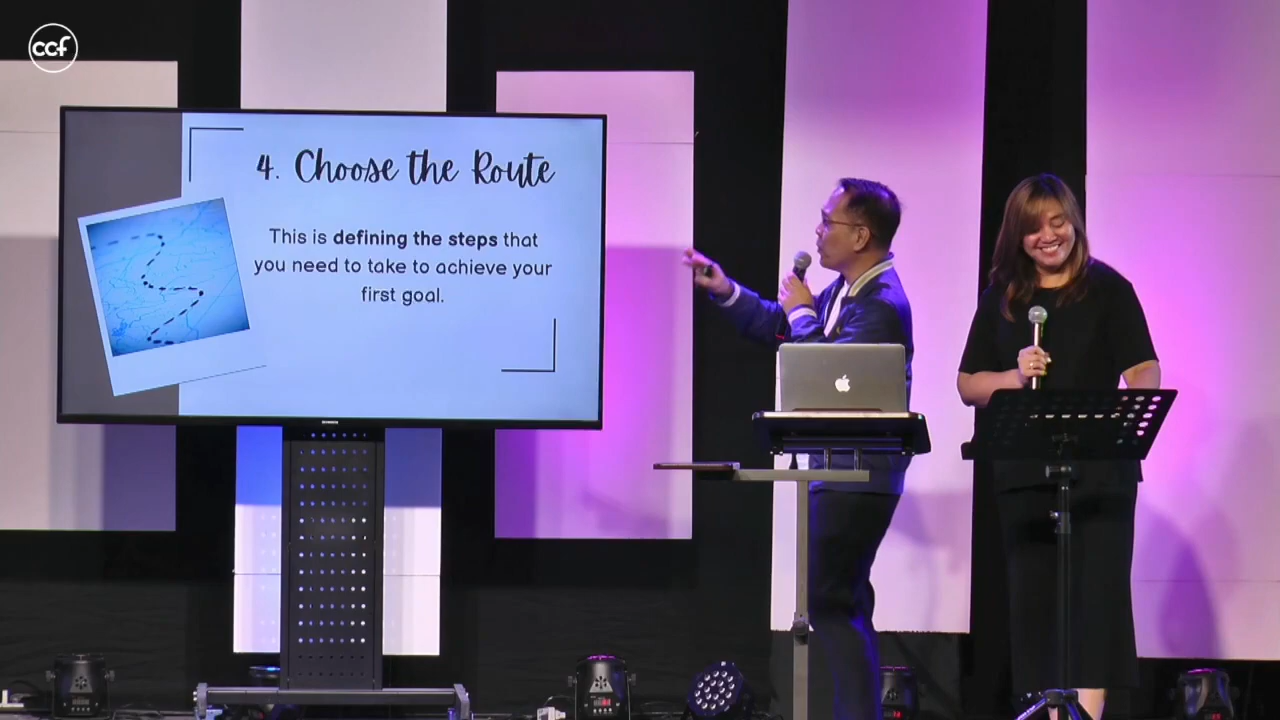 ccf
4. Choose the Route
This is defining the steps that
you need to take to achieve your
first goal.